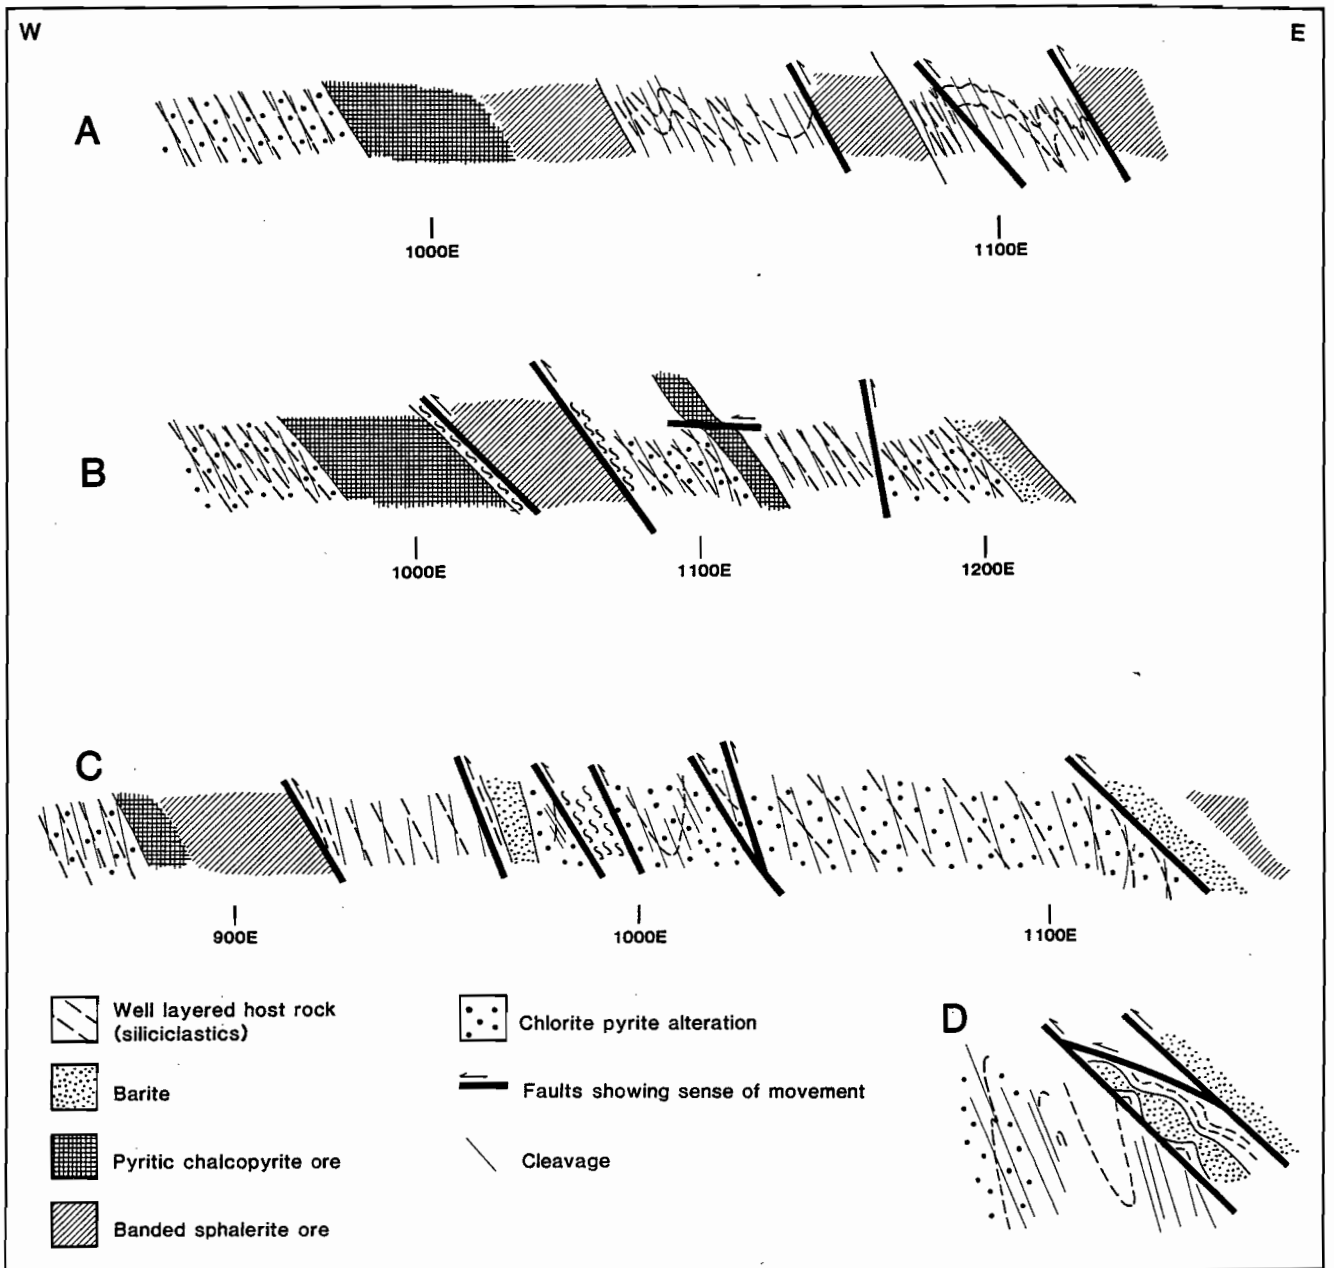 W
E
A
1000E
1100E
B
1000E
1100E
1200E
C
900E
1000E
1100E
Well layered host rock
(siliciclastics)
Barite
Pyritic chalcopyrite ore
Banded sphalerite ore
Chlorite pyrite alteration
Faults showing sense of movement
Cleavage
D